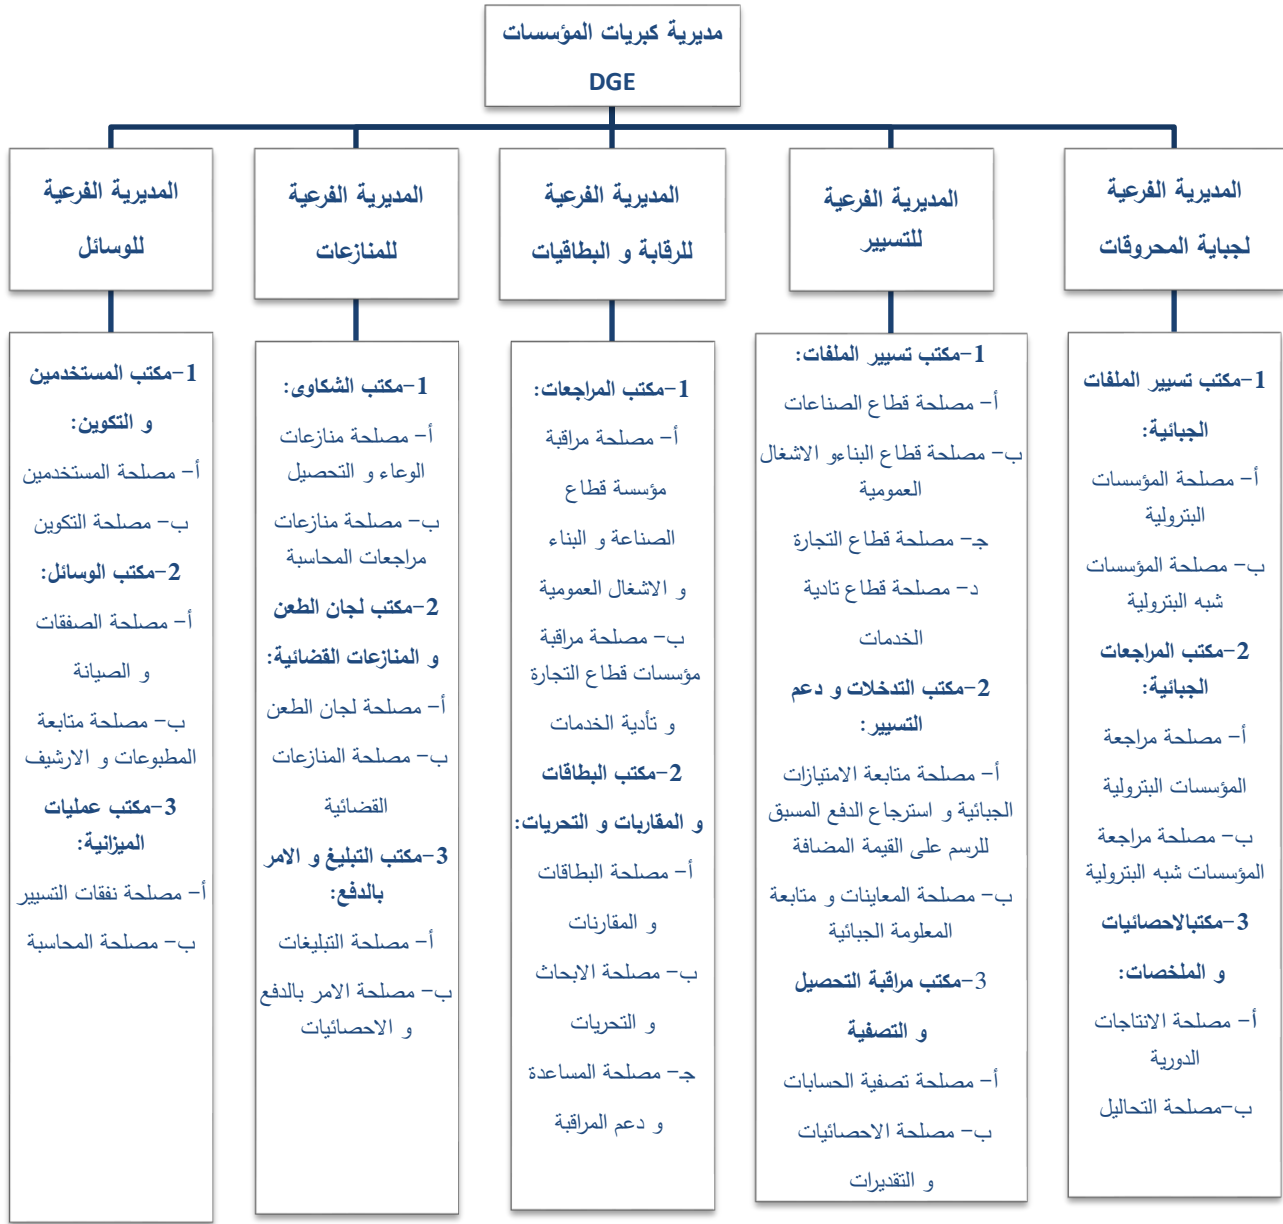 مديرية كبريات المؤسسات
DGE
المديرية الفرعية
لجباية المحروقات
المديرية الفرعية
للتسيير
المديرية الفرعية
للرقابة و البطاقيات
المديرية الفرعية
للمنازعات
المديرية الفرعية
للوسائل
1-مكتب تسيير الملفات
الجبائية:
أ- مصلحة المؤسسات
البترولية
ب- مصلحة المؤسسات
شبه البترولية
2-مكتب المراجعات
الجبائية:
أ- مصلحة مراجعة
المؤسسات البترولية
ب- مصلحة مراجعة
المؤسسات شبه البترولية
3-مكتبالاحصائيات
و الملخصات:
أ- مصلحة الانتاجات
الدورية
ب-مصلحة التحاليل
1-مكتب تسيير الملفات:
أ- مصلحة قطاع الصناعات
ب- مصلحة قطاع البناءو الاشغال
العمومية
جـ- مصلحة قطاع التجارة
د- مصلحة قطاع تادية
الخدمات
2-مكتب التدخلات و دعم
التسيير:
أ- مصلحة متابعة الامتيازات
الجبائية و استرجاع الدفع المسبق
للرسم على القيمة المضافة
ب- مصلحة المعاينات و متابعة
المعلومة الجبائية
3-مكتب مراقبة التحصيل
و التصفية
أ- مصلحة تصفية الحسابات
ب- مصلحة الاحصائيات
و التقديرات
1-مكتب المراجعات:
أ- مصلحة مراقبة
مؤسسة قطاع
الصناعة و البناء
و الاشغال العمومية
ب- مصلحة مراقبة
مؤسسات قطاع التجارة
و تأدية الخدمات
2-مكتب البطاقات
و المقاربات و التحريات:
أ- مصلحة البطاقات
و المقارنات
ب- مصلحة الابحاث
و التحريات
جـ- مصلحة المساعدة
و دعم المراقبة
1-مكتب الشكاوى:
أ- مصلحة منازعات
الوعاء و التحصيل
ب- مصلحة منازعات
مراجعات المحاسبة
2-مكتب لجان الطعن
و المنازعات القضائية:
أ- مصلحة لجان الطعن
ب- مصلحة المنازعات
القضائية
3-مكتب التبليغ و الامر
بالدفع:
أ- مصلحة التبليغات
ب- مصلحة الامر بالدفع
و الاحصائيات
1-مكتب المستخدمين
و التكوين:
أ- مصلحة المستخدمين
ب- مصلحة التكوين
2-مكتب الوسائل:
أ- مصلحة الصفقات
و الصيانة
ب- مصلحة متابعة
المطبوعات و الارشيف
3-مكتب عمليات
الميزانية:
أ- مصلحة نفقات التسيير
ب- مصلحة المحاسبة